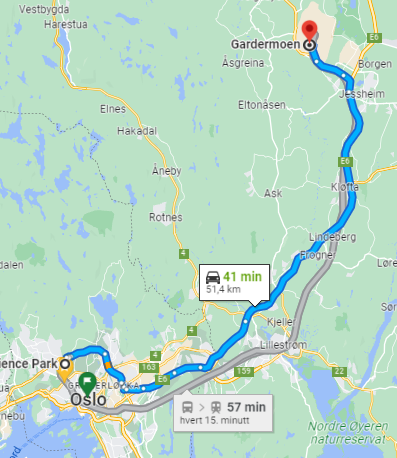 Vestbygda
Harestua
Gardermoen
E6
Åsgreina
Borgen
Jessheim
Eltonåsen
Elnes
Hakadal
E6
Åneby
Kløfta
Ask
Rotnes
Lindeberg
4
Frogner
dalen
Løre
41 min
51,4 km
Kjeller
4
4
Lillestrøm
ience Park
163
E6
159
22
Oslo
57 min
hvert 15. minutt
Nordre Øyeren
naturreservat